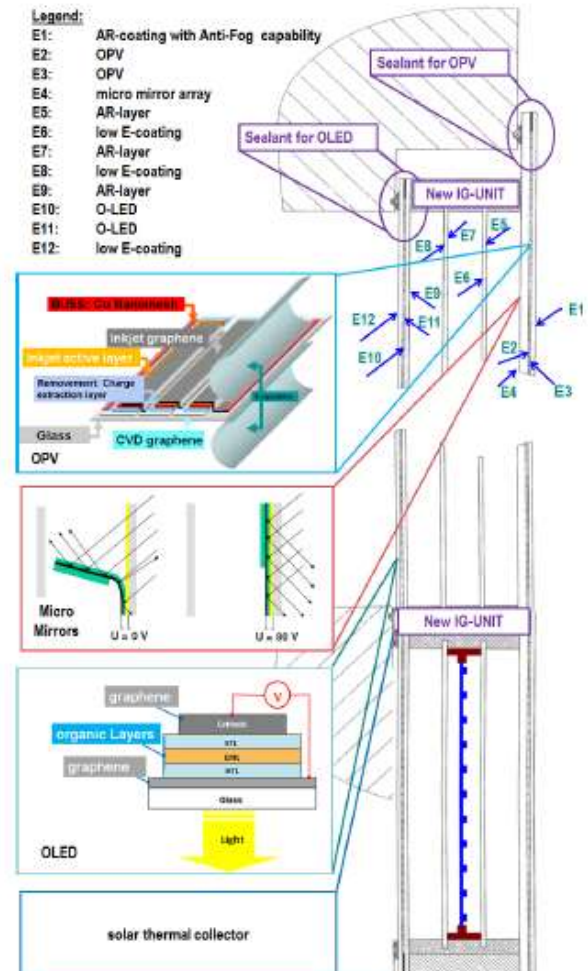 Legend:
E1: AR-coating with Anti-Fog capability
E2: OPV
E3: OPV
E4: micro mirror array
E5: AR-layer
E6: low E-coating
E7: AR-layer
E8: low E-coating
E9: AR-layer
E10: O-LED
E11: O-LED
E12: low E-coating
Sealant for OPV
Sealant for OLED
New IG-UNIT
E7
E5
E8
E6
E9
E1
E12
E11
E2
E10
E4
E3
Cu Nanomesh
Inkjet graphene
Inkjet active layer
Removement: Charge
extraction layer
Glass
CVD graphene
OPV
Micro
Mirrors
U = 0 V
U = 80 V
New IG-UNIT
graphene
V
organic Layers
ETL
EML
HTL
graphene
Glass
Light
OLED
solar thermal collector